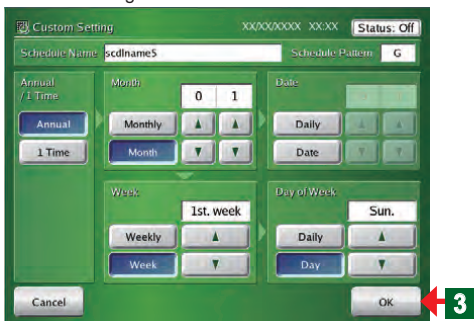 Custom Setting XX/XX/XXXX XX:XX Status: Off
Schedule Name scdlname5 Schedule Pattern G
Annual
/1 Time
Annual
1 Time
Month
0 1
Monthly
Month
Date
Daily
Date
Week
1st. week
Weekly
Week
Day of Week
Sun.
Daily
Day
Cancel OK 3